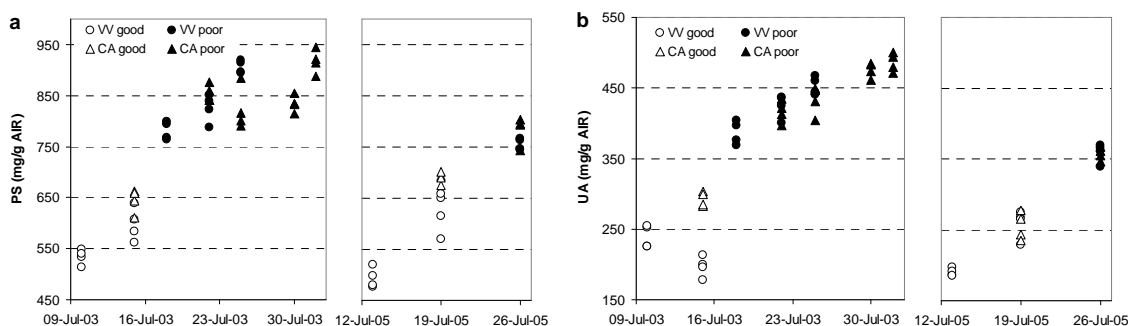 a
○ VV good ● VV poor
△ CA good ▲ CA poor
PS (mg/g AIR)
950
850
750
650
550
450
09-Jul-03 16-Jul-03 23-Jul-03 30-Jul-03
12-Jul-05 19-Jul-05 26-Jul-05
b
○ VV good ● VV poor
△ CA good ▲ CA poor
UA (mg/g AIR)
550
450
350
250
150
09-Jul-03 16-Jul-03 23-Jul-03 30-Jul-03
12-Jul-05 19-Jul-05 26-Jul-05